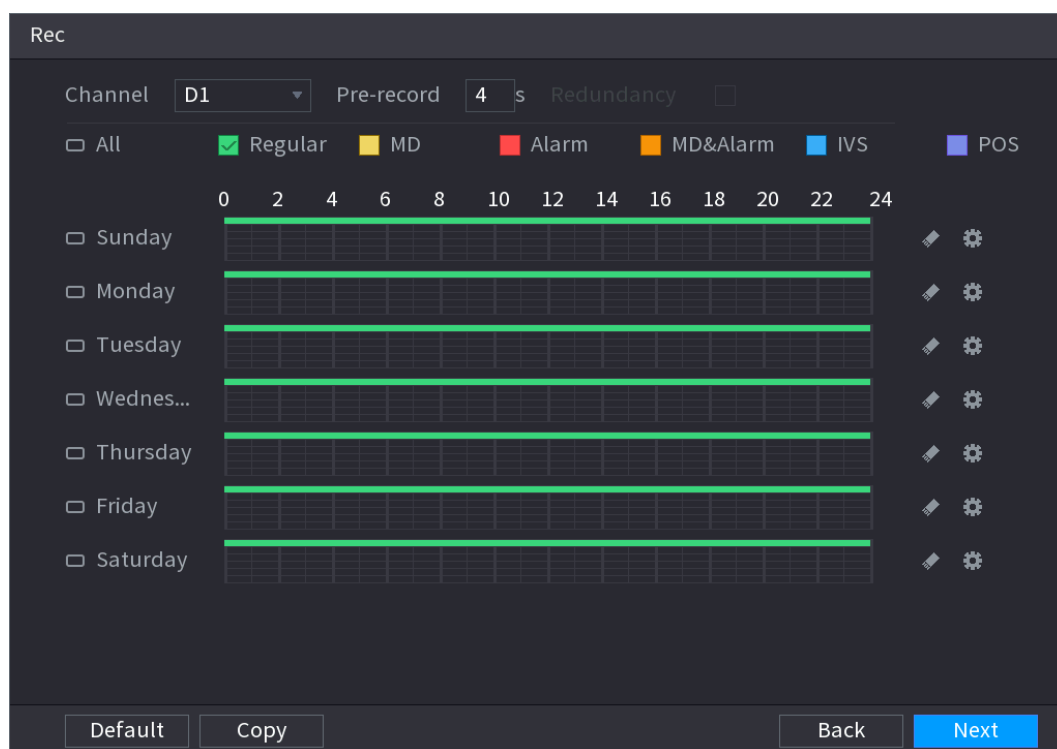 Rec
Channel D1 Pre-record 4 s Redundancy
All Regular MD Alarm MD&Alarm IVS POS
0 2 4 6 8 10 12 14 16 18 20 22 24
Sunday
Monday
Tuesday
Wednes...
Thursday
Friday
Saturday
Default Copy Back Next